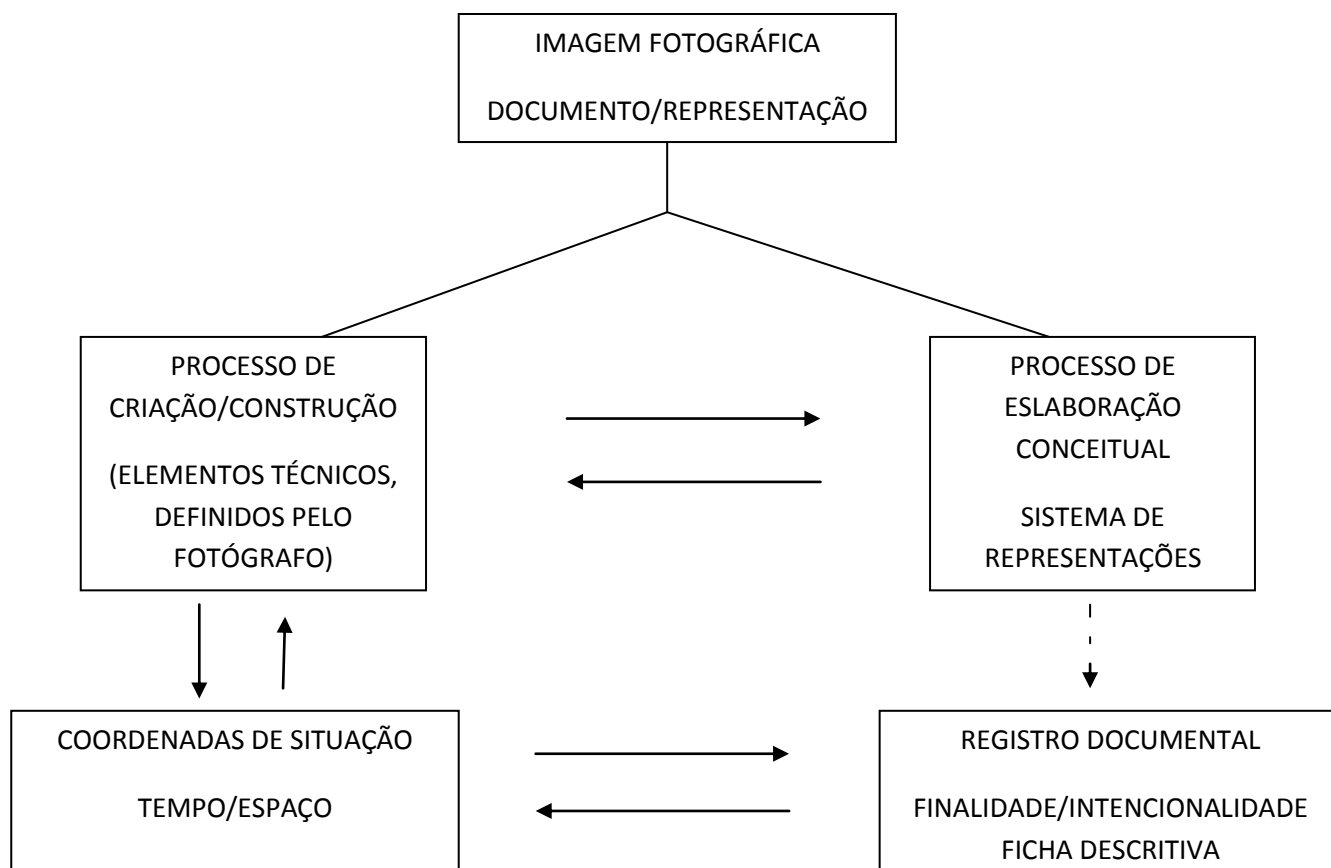 IMAGEM FOTOGRÁFICA
DOCUMENTO/REPRESENTAÇÃO
PROCESSO DE
CRIAÇÃO/CONSTRUÇÃO
(ELEMENTOS TÉCNICOS,
DEFINIDOS PELO
FOTÓGRAFO)
PROCESSO DE
ESLABORAÇÃO
CONCEITUAL
SISTEMA DE
REPRESENTAÇÕES
COORDENADAS DE SITUAÇÃO
TEMPO/ESPAÇO
REGISTRO DOCUMENTAL
FINALIDADE/INTENCIONALIDADE
FICHA DESCRITIVA